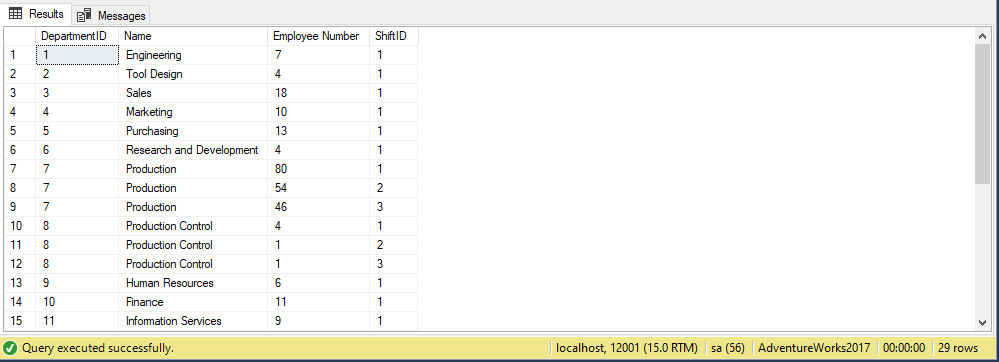 Results Messages
DepartmentID Name Employee Number ShiftID
1 1 Engineering 7 1
2 2 Tool Design 4 1
3 3 Sales 18 1
4 4 Marketing 10 1
5 5 Purchasing 13 1
6 6 Research and Development 4 1
7 7 Production 80 1
8 7 Production 54 2
9 7 Production 46 3
10 8 Production Control 4 1
11 8 Production Control 1 2
12 8 Production Control 1 3
13 9 Human Resources 6 1
14 10 Finance 11 1
15 11 Information Services 9 1
Query executed successfully. localhost, 12001 (15.0 RTM) sa (56) AdventureWorks2017 00:00:00 29 rows